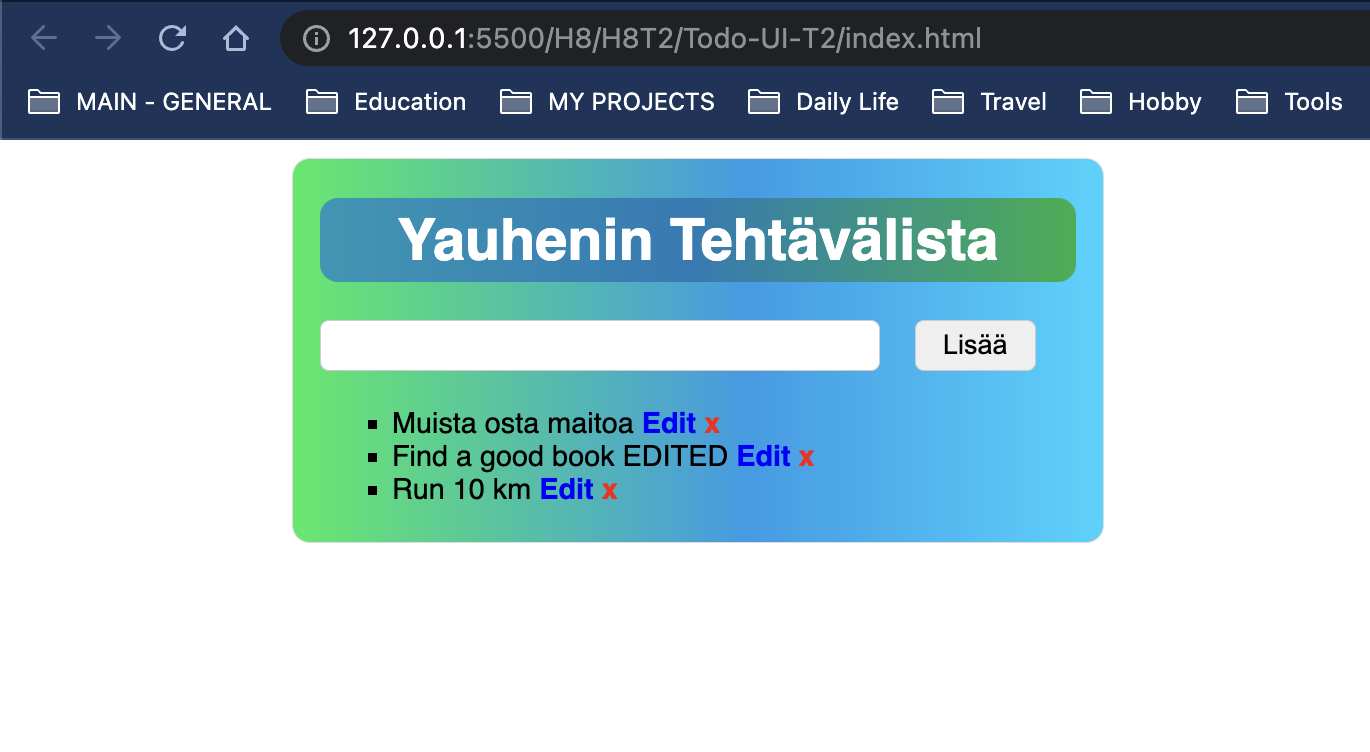 127.0.0.1:5500/H8/H8T2/Todo-UI-T2/index.html
MAIN - GENERAL Education MY PROJECTS Daily Life Travel Hobby Tools
Yauhenin Tehtävälista
Lisää
Muista osta maitoa Edit x
Find a good book EDITED Edit x
Run 10 km Edit x